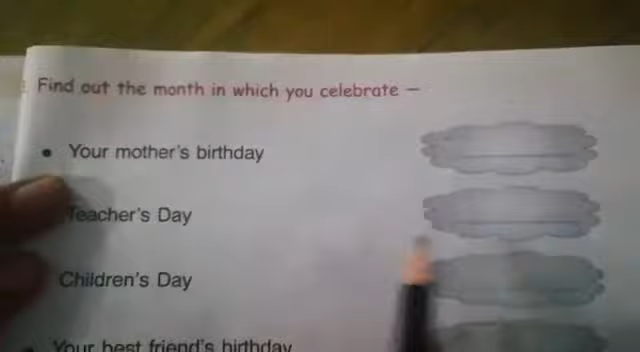 Find out the month in which you celebrate –
• Your mother's birthday
Teacher's Day
Children's Day
Your best friend's birthday